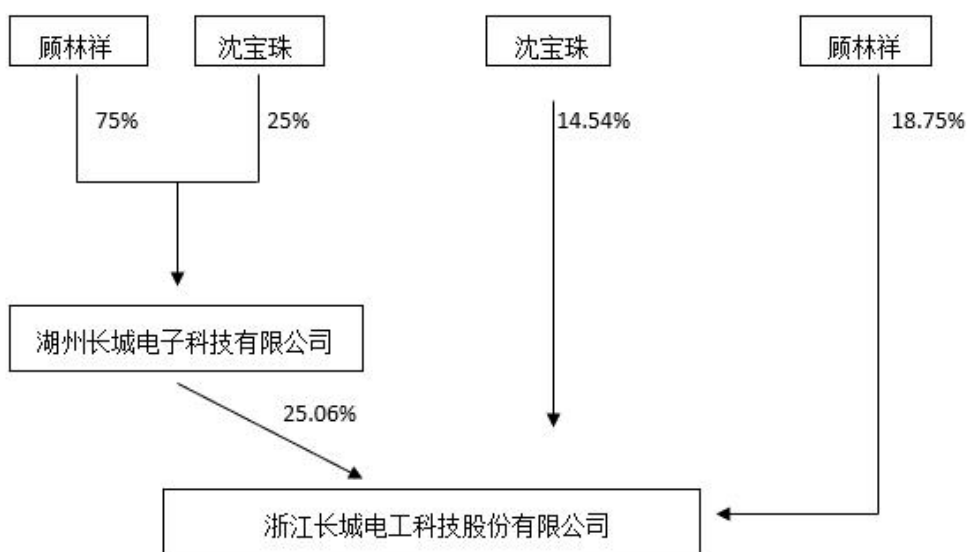 顾林祥
沈宝珠
沈宝珠
顾林祥
75%
25%
14.54%
18.75%
湖州长城电子科技有限公司
25.06%
浙江长城电工科技股份有限公司